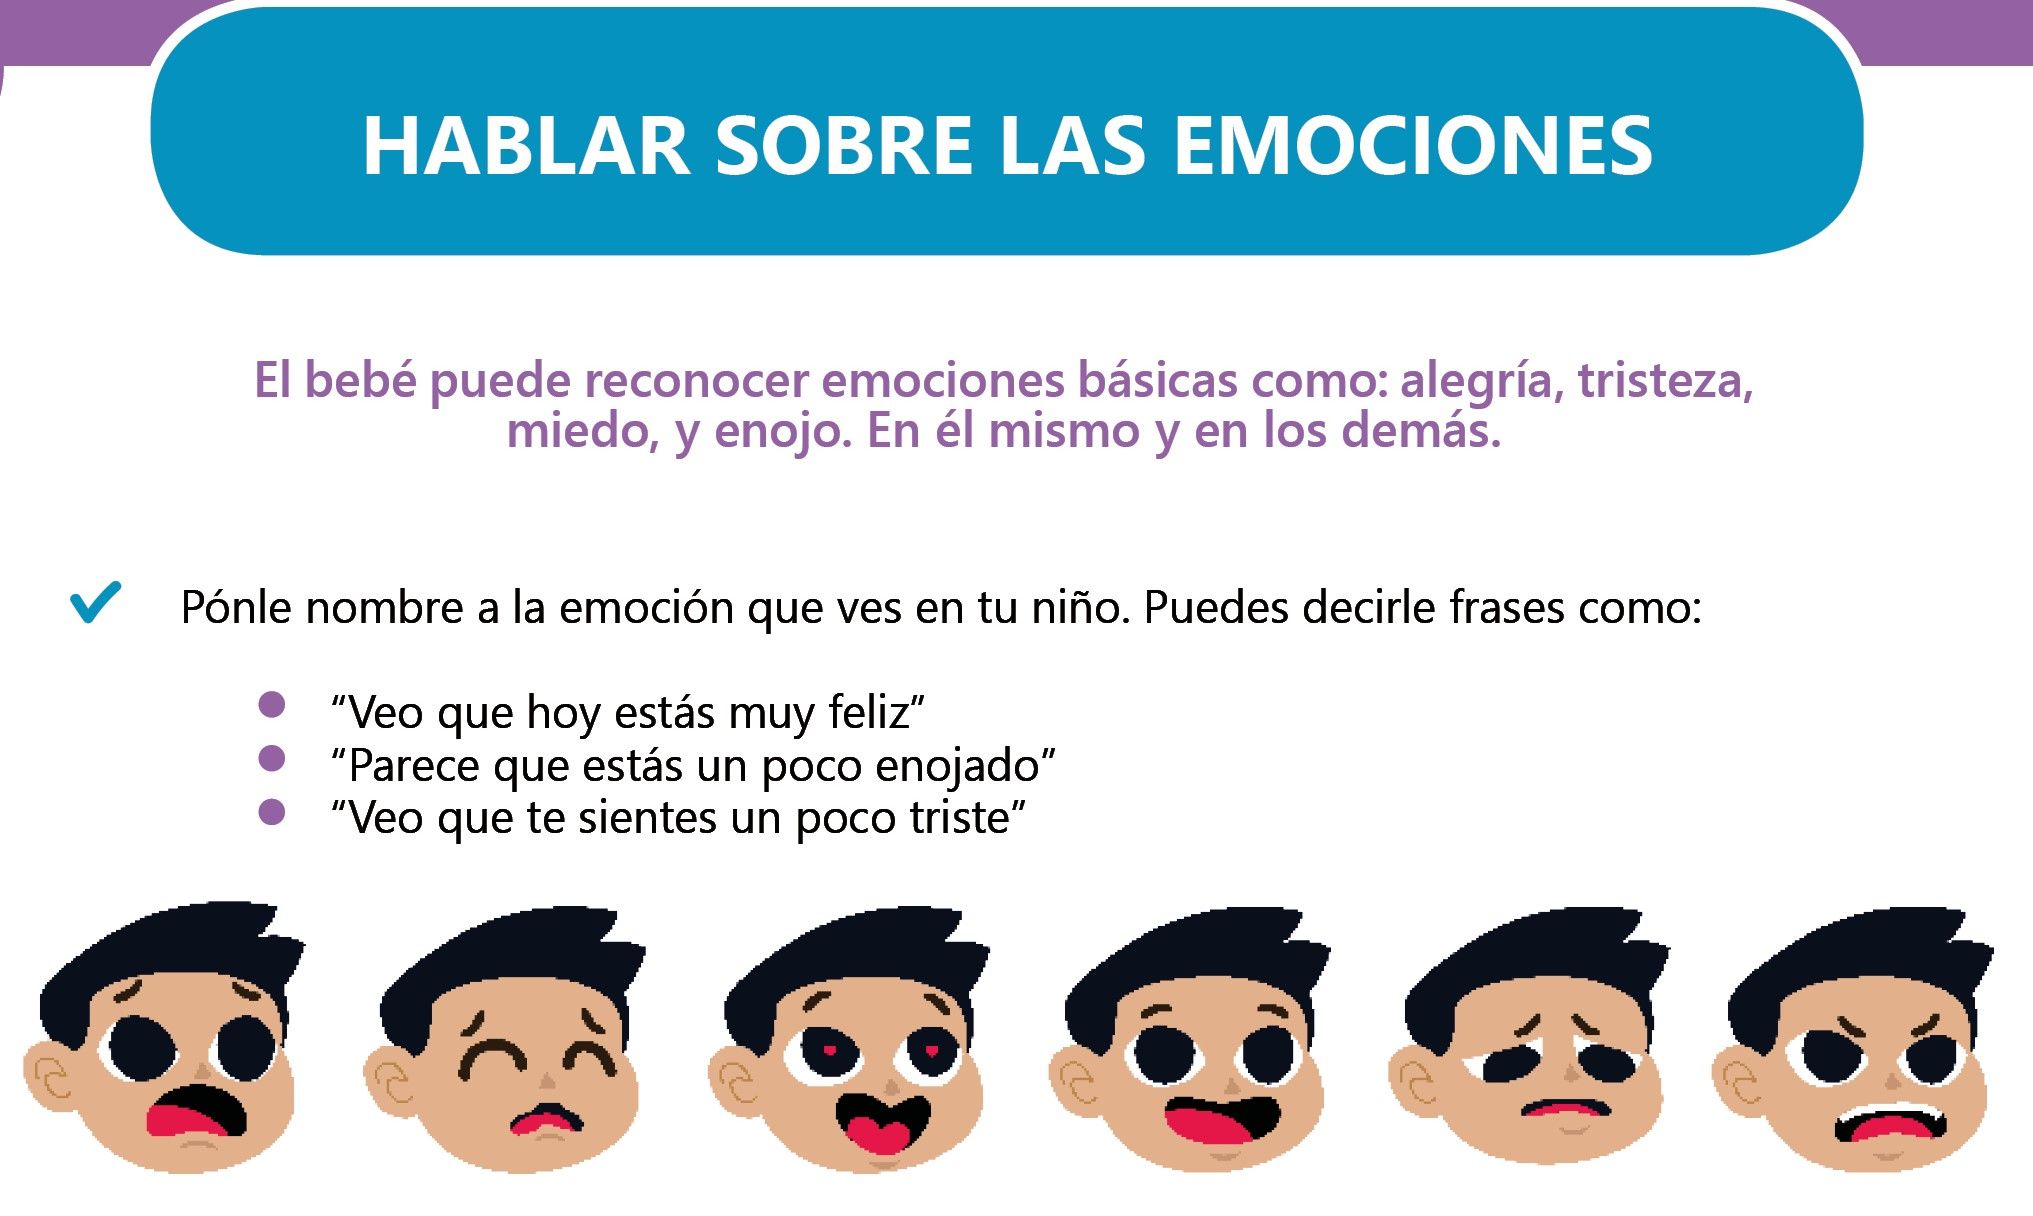 HABLAR SOBRE LAS EMOCIONES
El bebé puede reconocer emociones básicas como: alegría, tristeza,
miedo, y enojo. En él mismo y en los demás.
Pónle nombre a la emoción que ves en tu niño. Puedes decirle frases como:
“Veo que hoy estás muy feliz”
“Parece que estás un poco enojado”
“Veo que te sientes un poco triste”